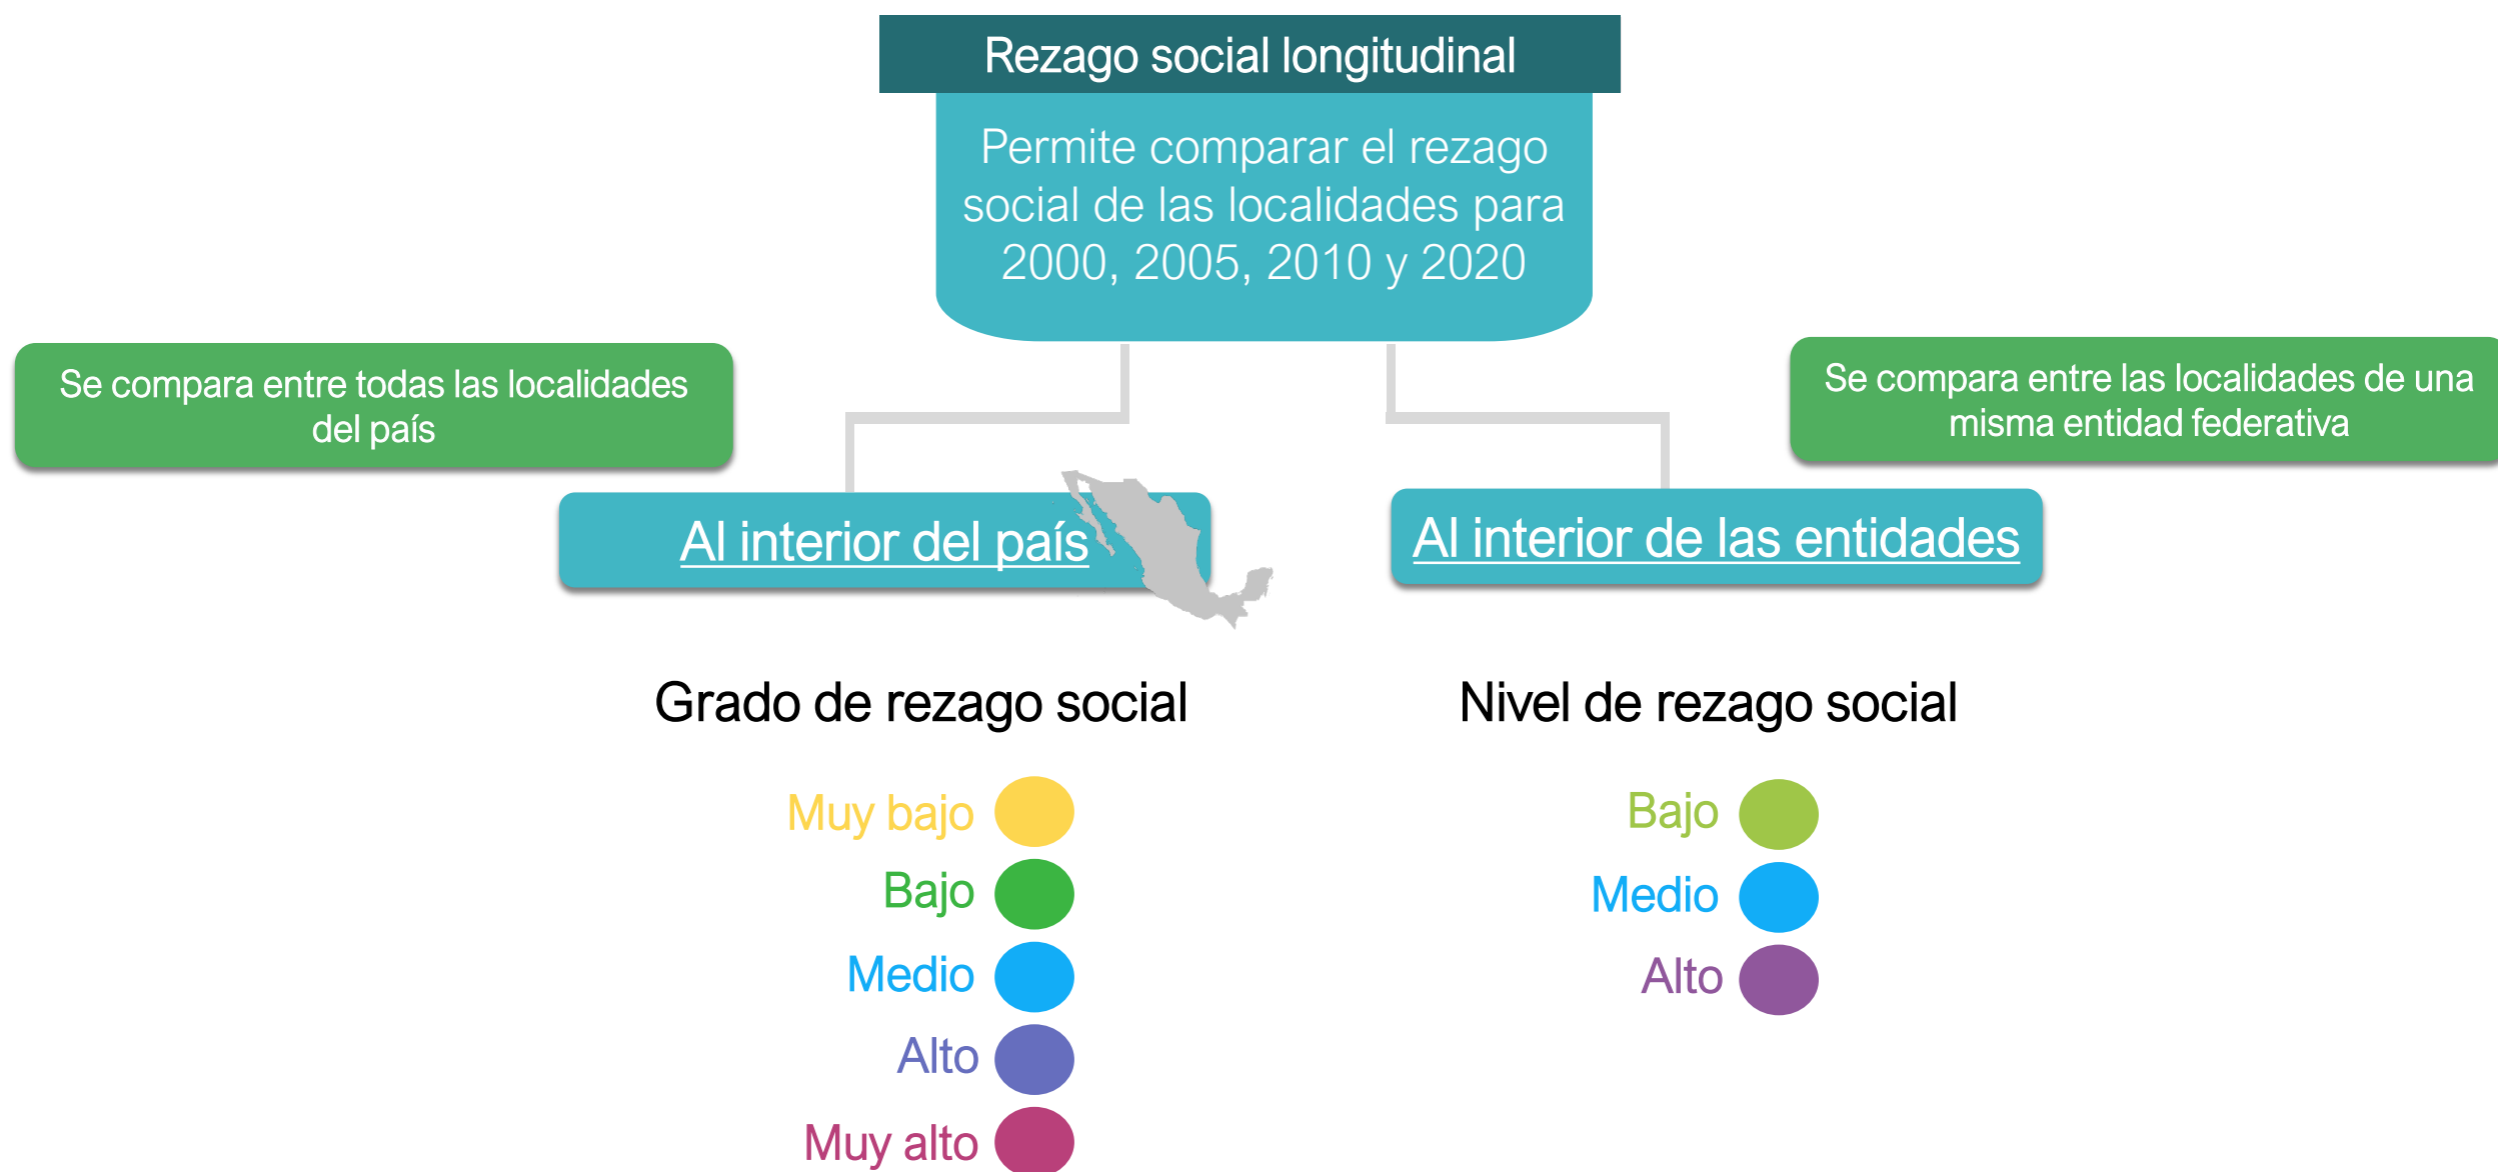 Rezago social longitudinal
Permite comparar el rezago
social de las localidades para
2000, 2005, 2010 y 2020
Se compara entre todas las localidades
del país
Se compara entre las localidades de una
misma entidad federativa
Al interior del país
Al interior de las entidades
Grado de rezago social
Muy bajo
Bajo
Medio
Alto
Muy alto
Nivel de rezago social
Bajo
Medio
Alto